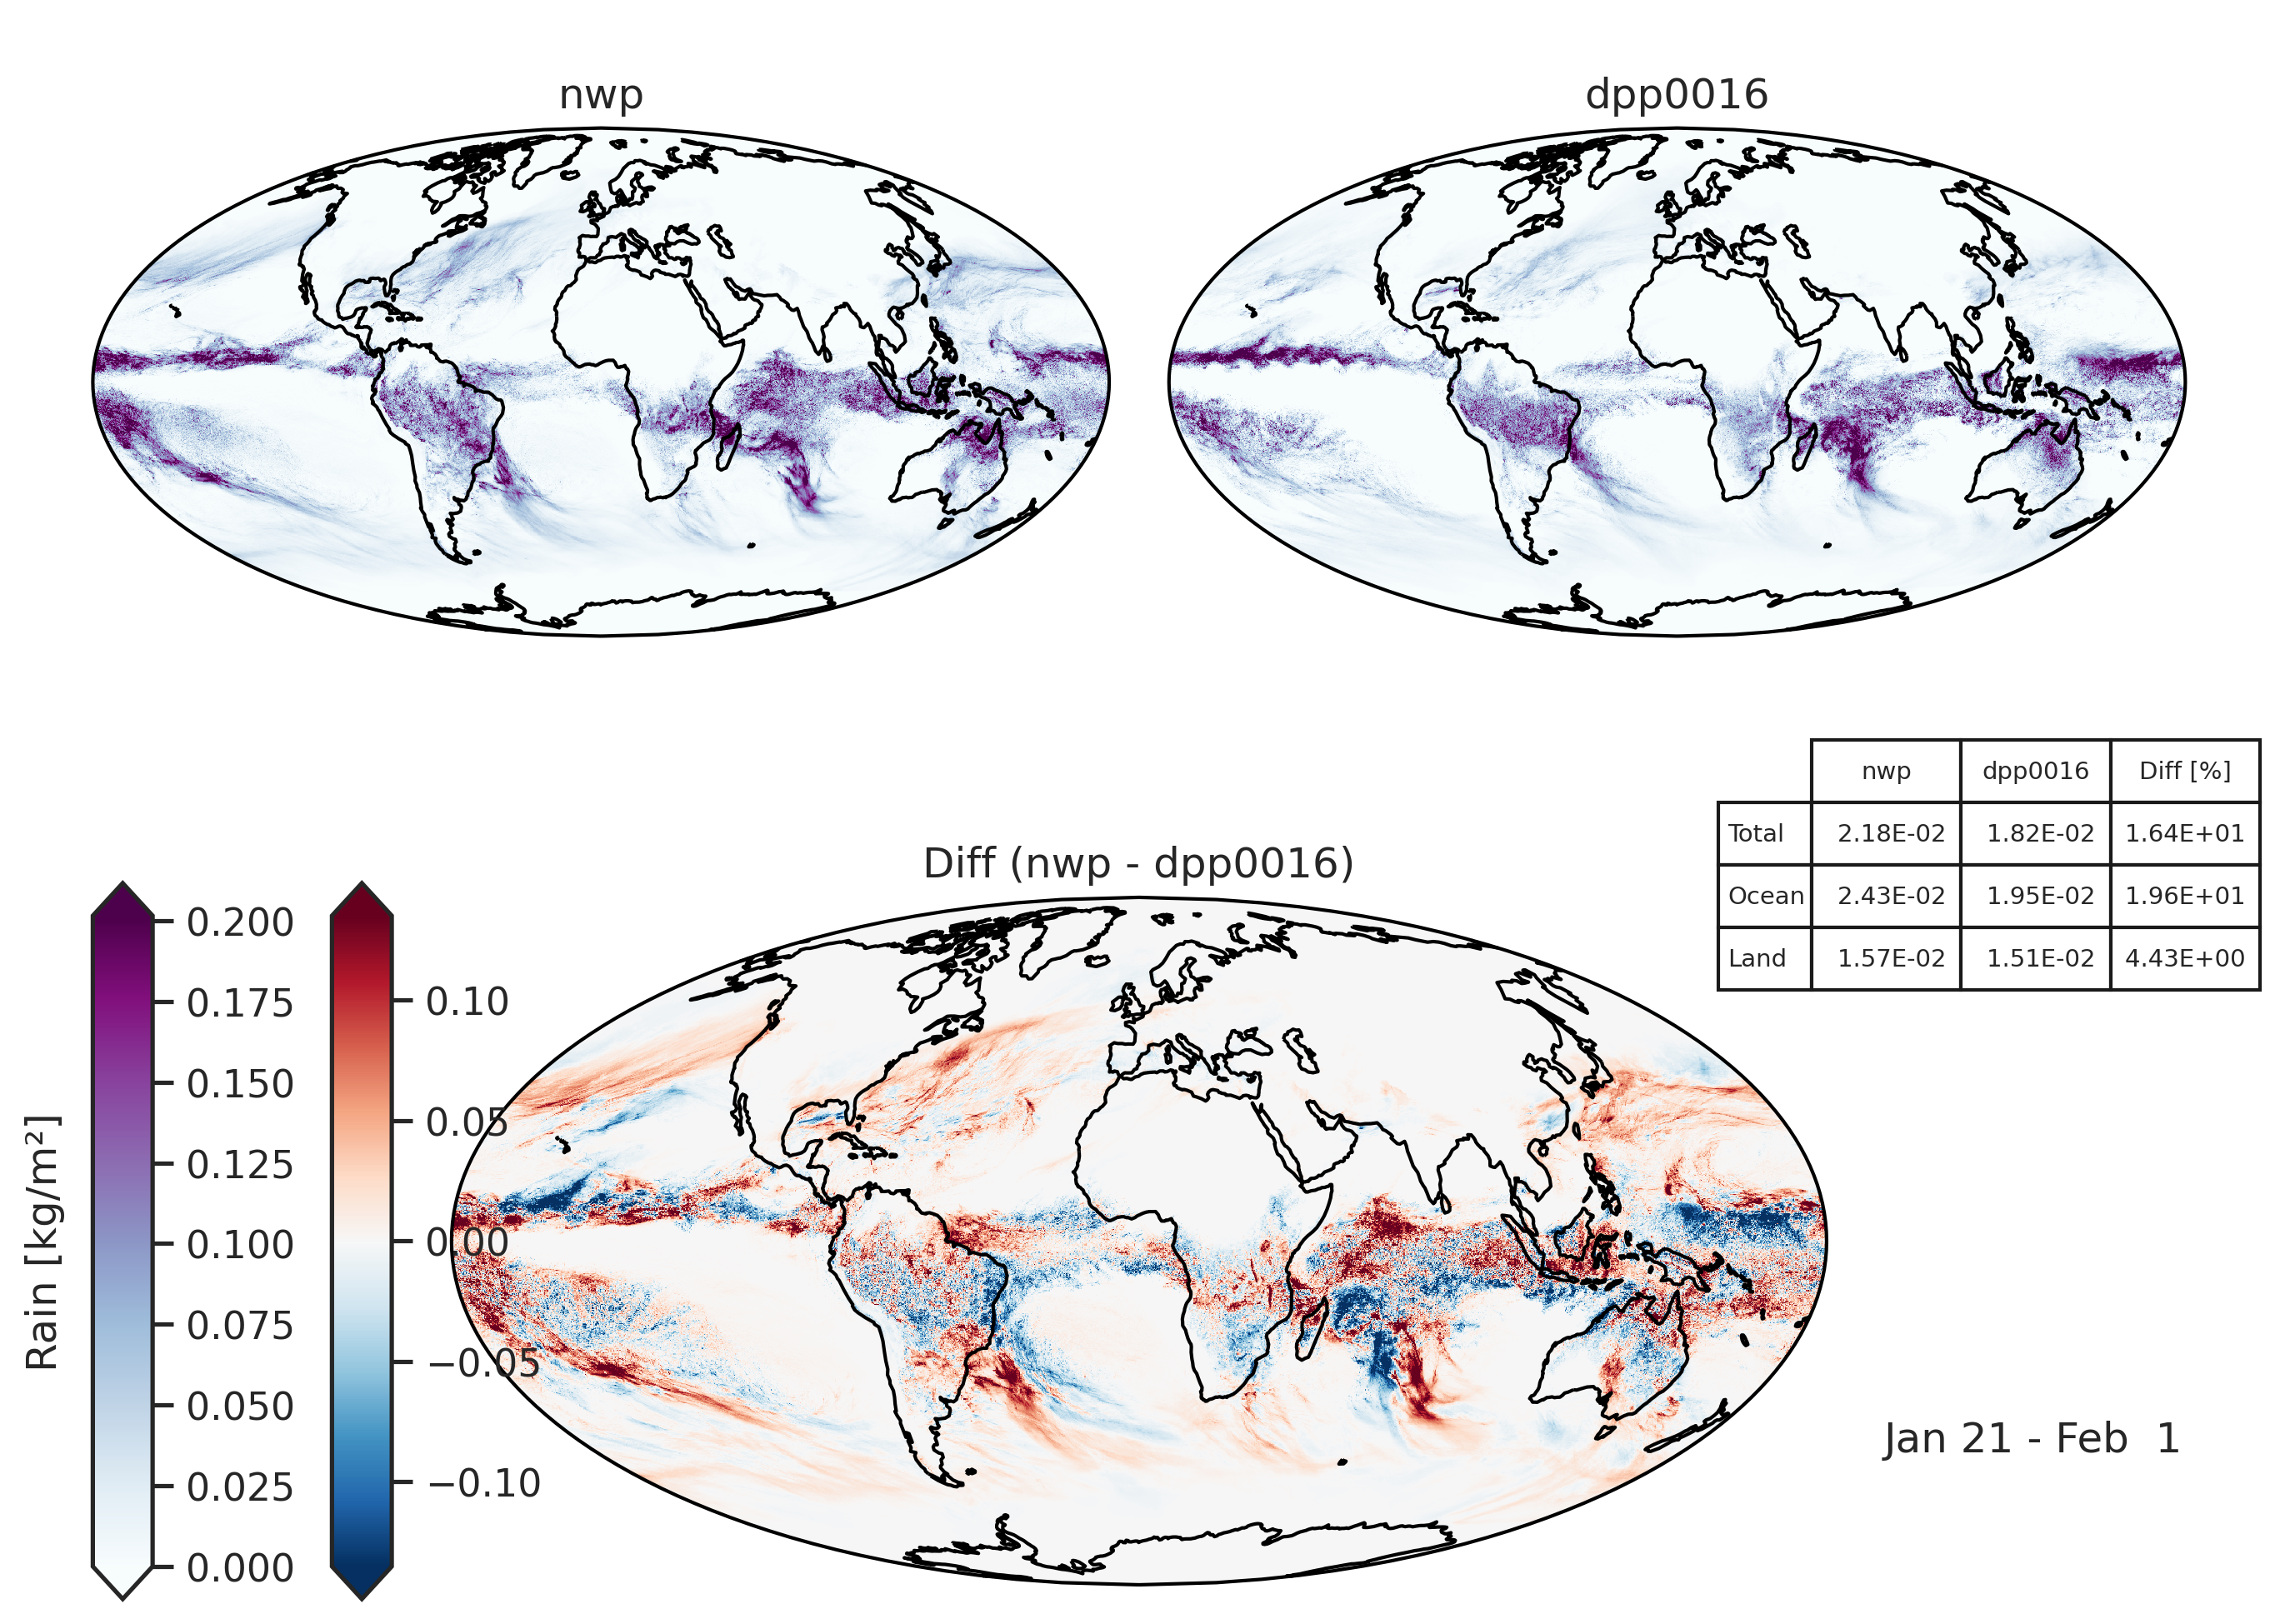 nwp
dpp0016
nwp dpp0016 Diff [%]
Total 2.18E-02 1.82E-02 1.64E+01
Ocean 2.43E-02 1.95E-02 1.96E+01
Land 1.57E-02 1.51E-02 4.43E+00
Diff (nwp - dpp0016)
Rain [kg/m²]
0.200
0.175
0.150
0.125
0.100
0.075
0.050
0.025
0.000
0.10
0.05
0.00
−0.05
−0.10
Jan 21 - Feb  1